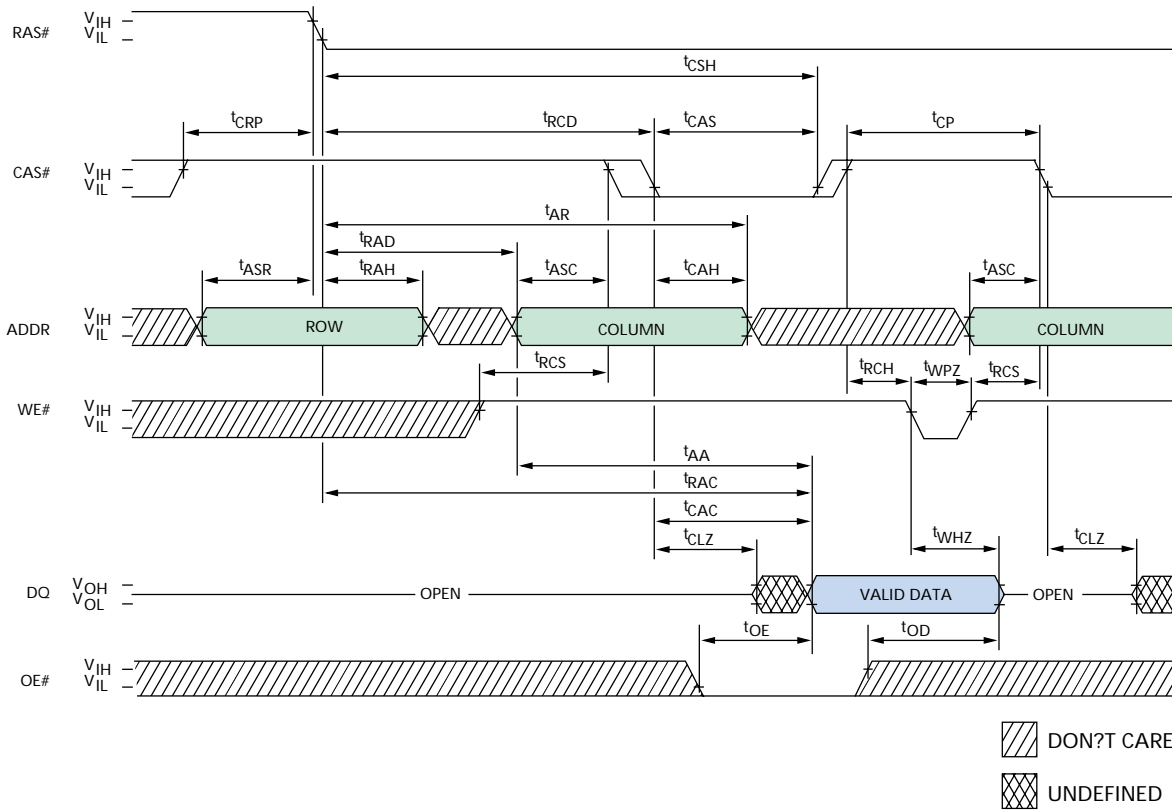 RAS# VIH VIL
tCSH
tCRP tRCD tCAS tCP
CAS# VIH VIL
tAR
tRAD
tASR tRAH tASC tCAH tASC
ADDR VIH VIL ROW COLUMN COLUMN
tRCS tRCH tWPZ tRCS
WE# VIH VIL
tAA
tRAC
tCAC
tCLZ tWHZ tCLZ
DQ VOH VOL OPEN VALID DATA OPEN
tOE tOD
OE# VIH VIL
DON?T CARE
UNDEFINED